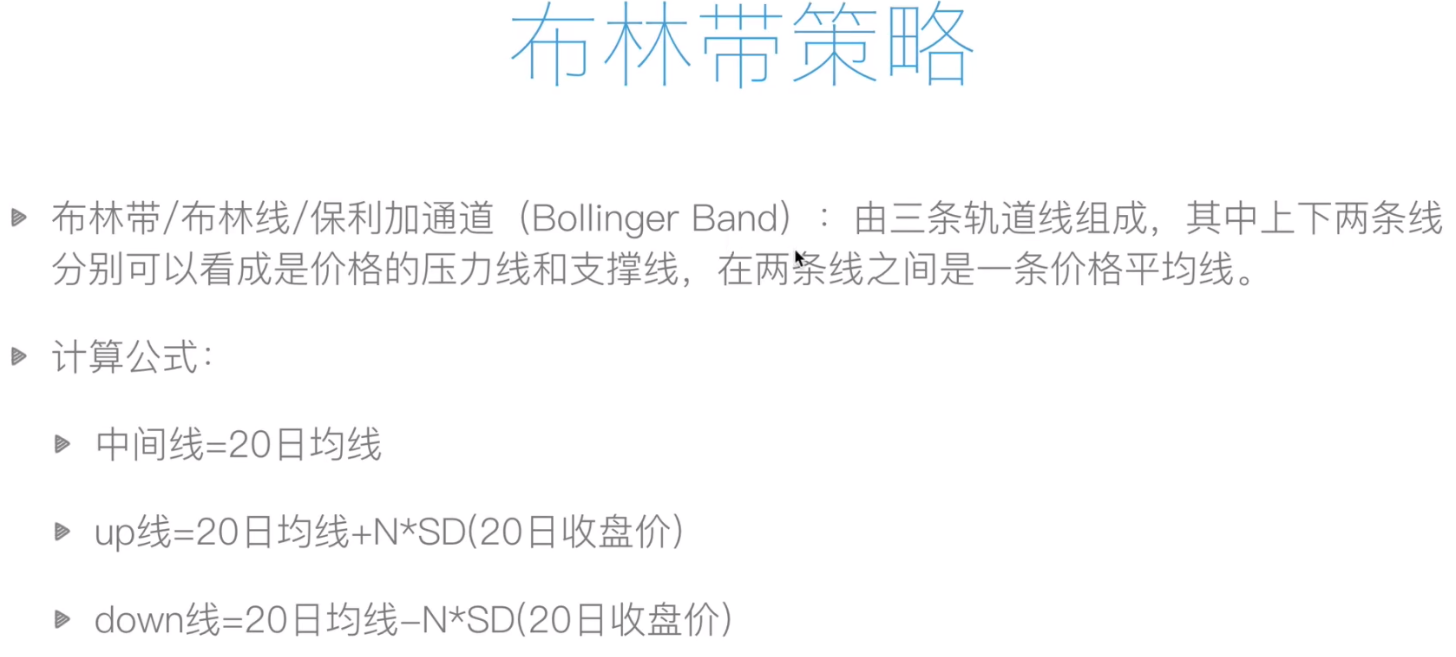 布林带策略
布林带/布林线/保利加通道（Bollinger Band）：由三条轨道线组成，其中上下两条线
分别可以看成是价格的压力线和支撑线，在两条线之间是一条价格平均线。
计算公式：
中间线=20日均线
up线=20日均线+N*SD(20日收盘价)
down线=20日均线-N*SD(20日收盘价)